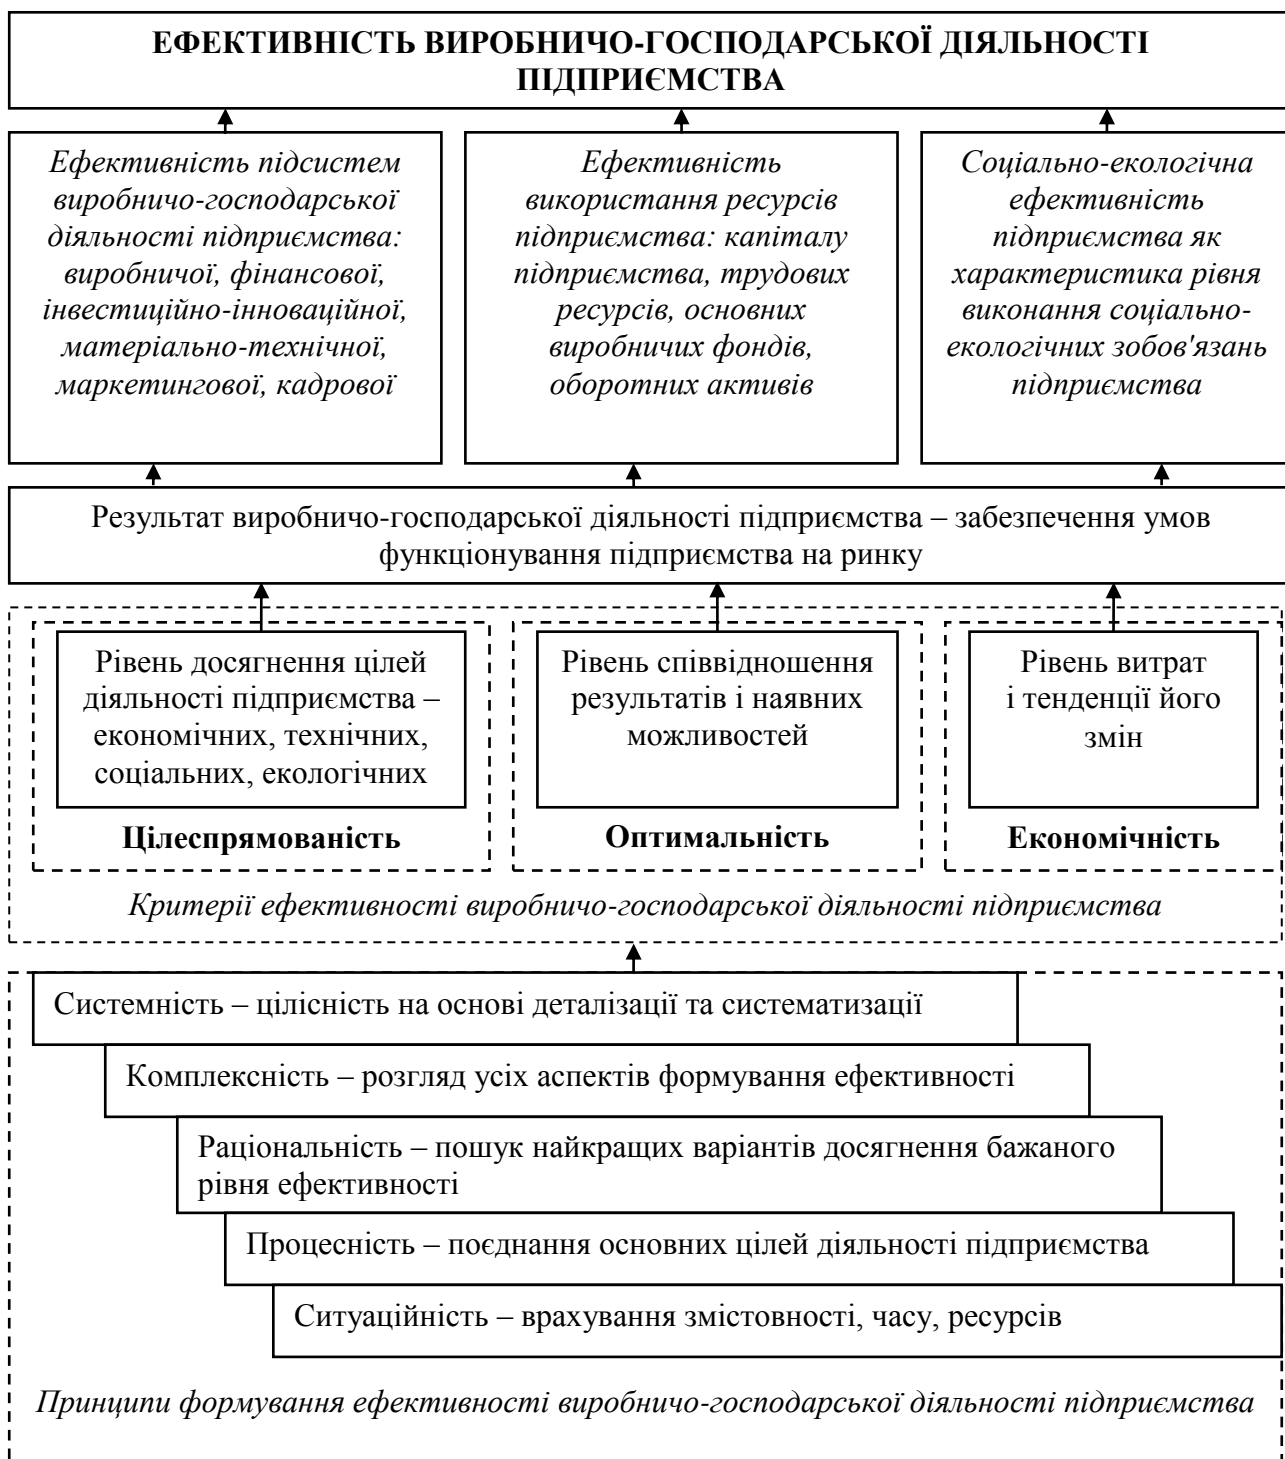 ЕФЕКТИВНІСТЬ ВИРОБНИЧО-ГОСПОДАРСЬКОЇ ДІЯЛЬНОСТІ
ПІДПРИЄМСТВА
Ефективність підсистем
виробничо-господарської
діяльності підприємства:
виробничої, фінансової,
інвестиційно-інноваційної,
матеріально-технічної,
маркетингової, кадрової
Ефективність
використання ресурсів
підприємства: капіталу
підприємства, трудових
ресурсів, основних
виробничих фондів,
оборотних активів
Соціально-екологічна
ефективність
підприємства як
характеристика рівня
виконання соціально-
екологічних зобов'язань
підприємства
Результат виробничо-господарської діяльності підприємства – забезпечення умов
функціонування підприємства на ринку
Рівень досягнення цілей
діяльності підприємства –
економічних, технічних,
соціальних, екологічних
Цілеспрямованість
Рівень співвідношення
результатів і наявних
можливостей
Оптимальність
Рівень витрат
і тенденції його
змін
Економічність
Критерії ефективності виробничо-господарської діяльності підприємства
Системність – цілісність на основі деталізації та систематизації
Комплексність – розгляд усіх аспектів формування ефективності
Раціональність – пошук найкращих варіантів досягнення бажаного
рівня ефективності
Процесність – поєднання основних цілей діяльності підприємства
Ситуаційність – врахування змістовності, часу, ресурсів
Принципи формування ефективності виробничо-господарської діяльності підприємства